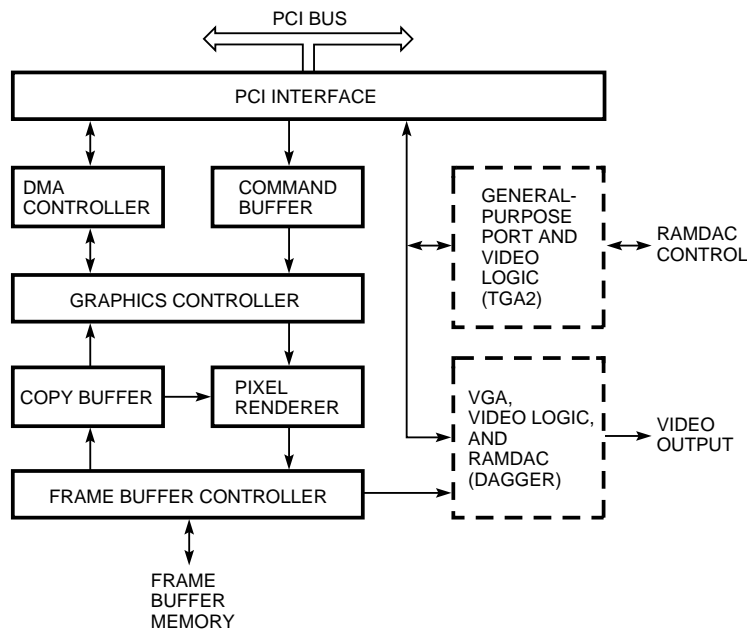 PCI BUS
PCI INTERFACE
DMA
CONTROLLER
COMMAND
BUFFER
GENERAL-
PURPOSE
PORT AND
VIDEO
LOGIC
(TGA2)
RAMDAC
CONTROL
GRAPHICS CONTROLLER
COPY BUFFER
PIXEL
RENDERER
VGA,
VIDEO LOGIC,
AND
RAMDAC
(DAGGER)
VIDEO
OUTPUT
FRAME BUFFER CONTROLLER
FRAME
BUFFER
MEMORY